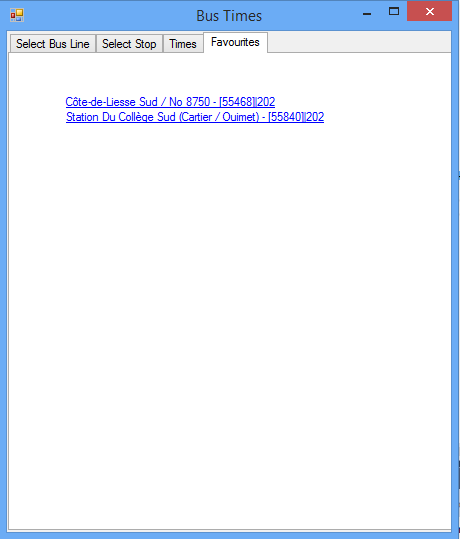 Bus Times
Select Bus Line Select Stop Times Favourites
Côte-de-Liesse Sud / No 8750 - [55468]|202
Station Du Collège Sud (Cartier / Ouimet) - [55840]|202